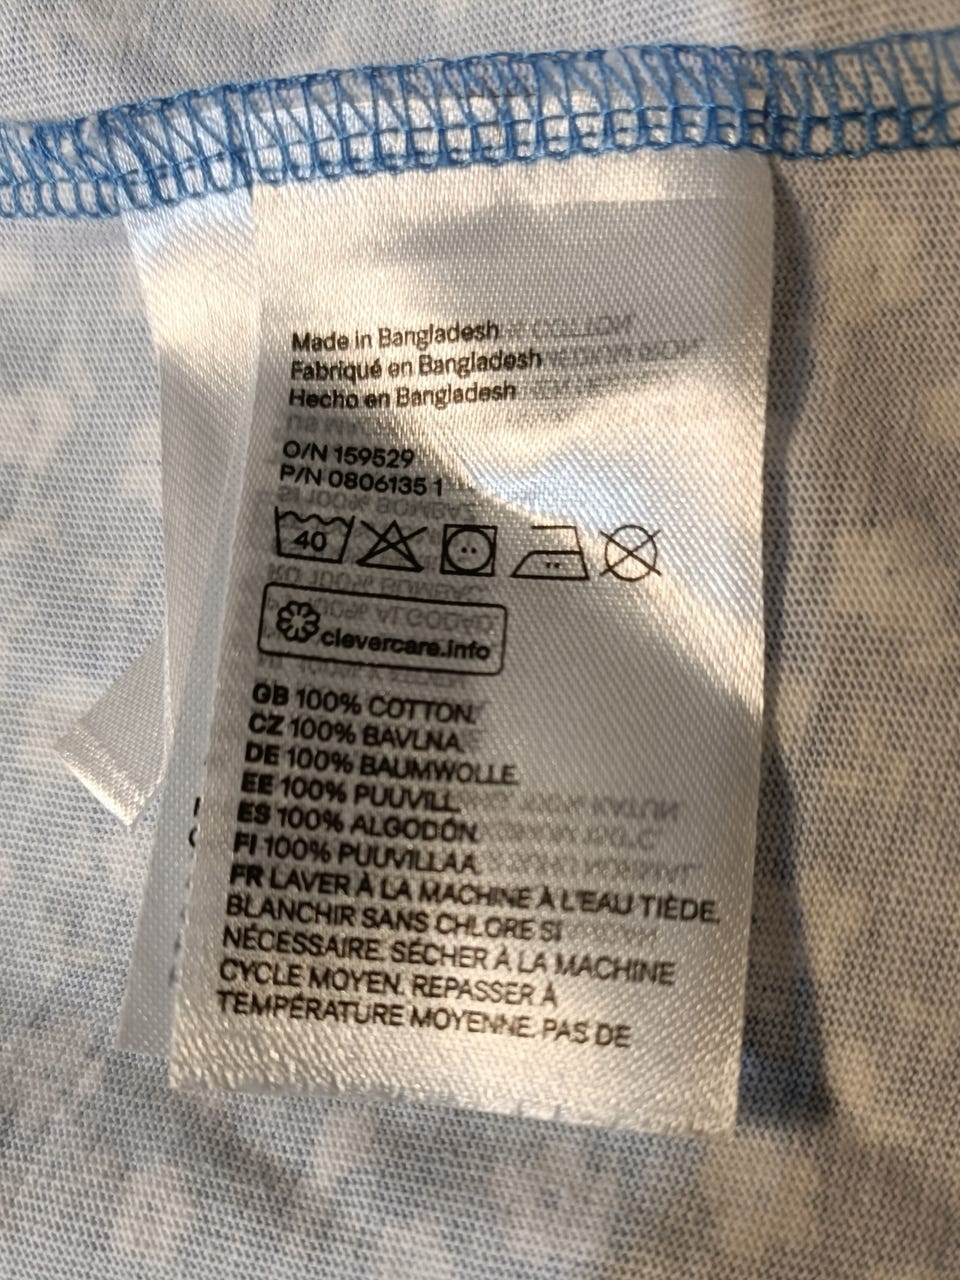 Made in Bangladesh
Fabriqué en Bangladesh
Hecho en Bangladesh
O/N 159529
P/N 0806135 1
40
clevercare.info
GB 100% COTTON.
CZ 100% BAVLNA.
DE 100% BAUMWOLLE.
EE 100% PUUVILL.
ES 100% ALGODÓN.
FI 100% PUUVILLAA.
FR LAVER À LA MACHINE À L'EAU TIÈDE.
BLANCHIR SANS CHLORE SI
NÉCESSAIRE. SÉCHER À LA MACHINE
CYCLE MOYEN. REPASSER À
TEMPÉRATURE MOYENNE. PAS DE